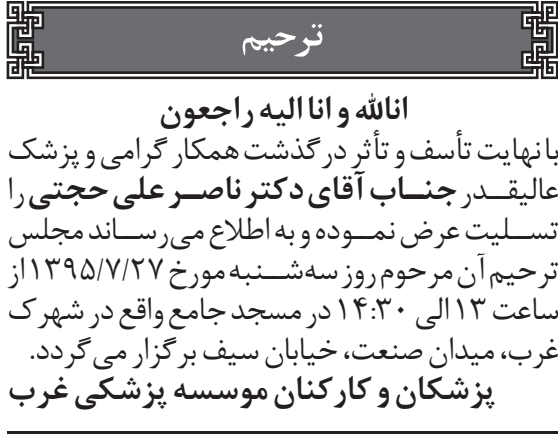 ترحیم
انالله و انا الیه راجعون
با نهایت تأسف و تأثر درگذشت همکار گرامی و پزشک
عالیقدر جناب آقای دکتر ناصر علی حجتی را
تسلیت عرض نموده و به اطلاع می‌رساند مجلس
ترحیم آن مرحوم روز سه‌شنبه مورخ ۱۳۹۵/۷/۲۷ از
ساعت ۱۳ الی ۱۴:۳۰ در مسجد جامع واقع در شهرک
غرب، میدان صنعت، خیابان سیف برگزار می‌گردد.
پزشکان و کارکنان موسسه پزشکی غرب